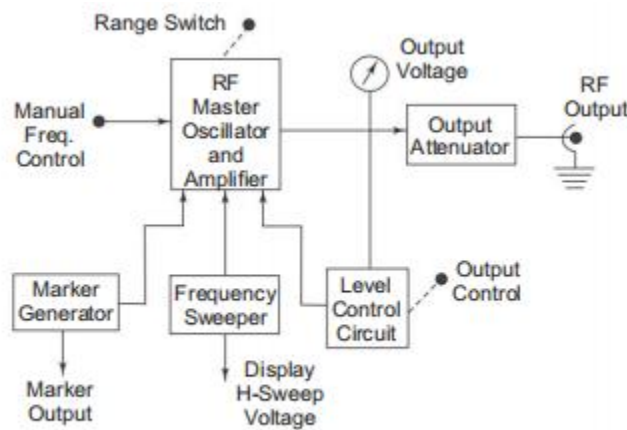 Range Switch
RF
Master
Oscillator
and
Amplifier
Manual
Freq.
Control
Output
Voltage
RF
Output
Output
Attenuator
Marker
Generator
Frequency
Sweeper
Level
Control
Circuit
Output
Control
Marker
Output
Display
H-Sweep
Voltage